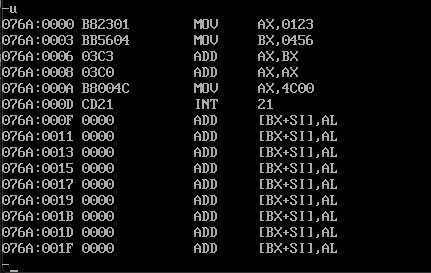 -u
076A:0000 B82301 MOV AX,0123
076A:0003 BB5604 MOV BX,0456
076A:0006 03C3 ADD AX,BX
076A:0008 03C0 ADD AX,AX
076A:000A B8004C MOV AX,4C00
076A:000D CD21 INT 21
076A:000F 0000 ADD [BX+SI],AL
076A:0011 0000 ADD [BX+SI],AL
076A:0013 0000 ADD [BX+SI],AL
076A:0015 0000 ADD [BX+SI],AL
076A:0017 0000 ADD [BX+SI],AL
076A:0019 0000 ADD [BX+SI],AL
076A:001B 0000 ADD [BX+SI],AL
076A:001D 0000 ADD [BX+SI],AL
076A:001F 0000 ADD [BX+SI],AL
-_